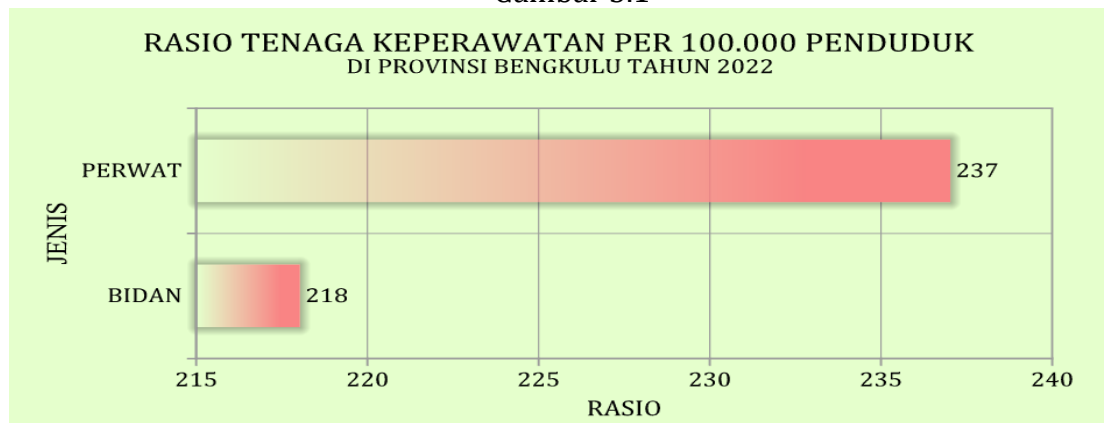 RASIO TENAGA KEPERAWATAN PER 100.000 PENDUDUK
DI PROVINSI BENGKULU TAHUN 2022
JENIS
PERWAT
237
BIDAN
218
215 220 225 230 235 240
RASIO